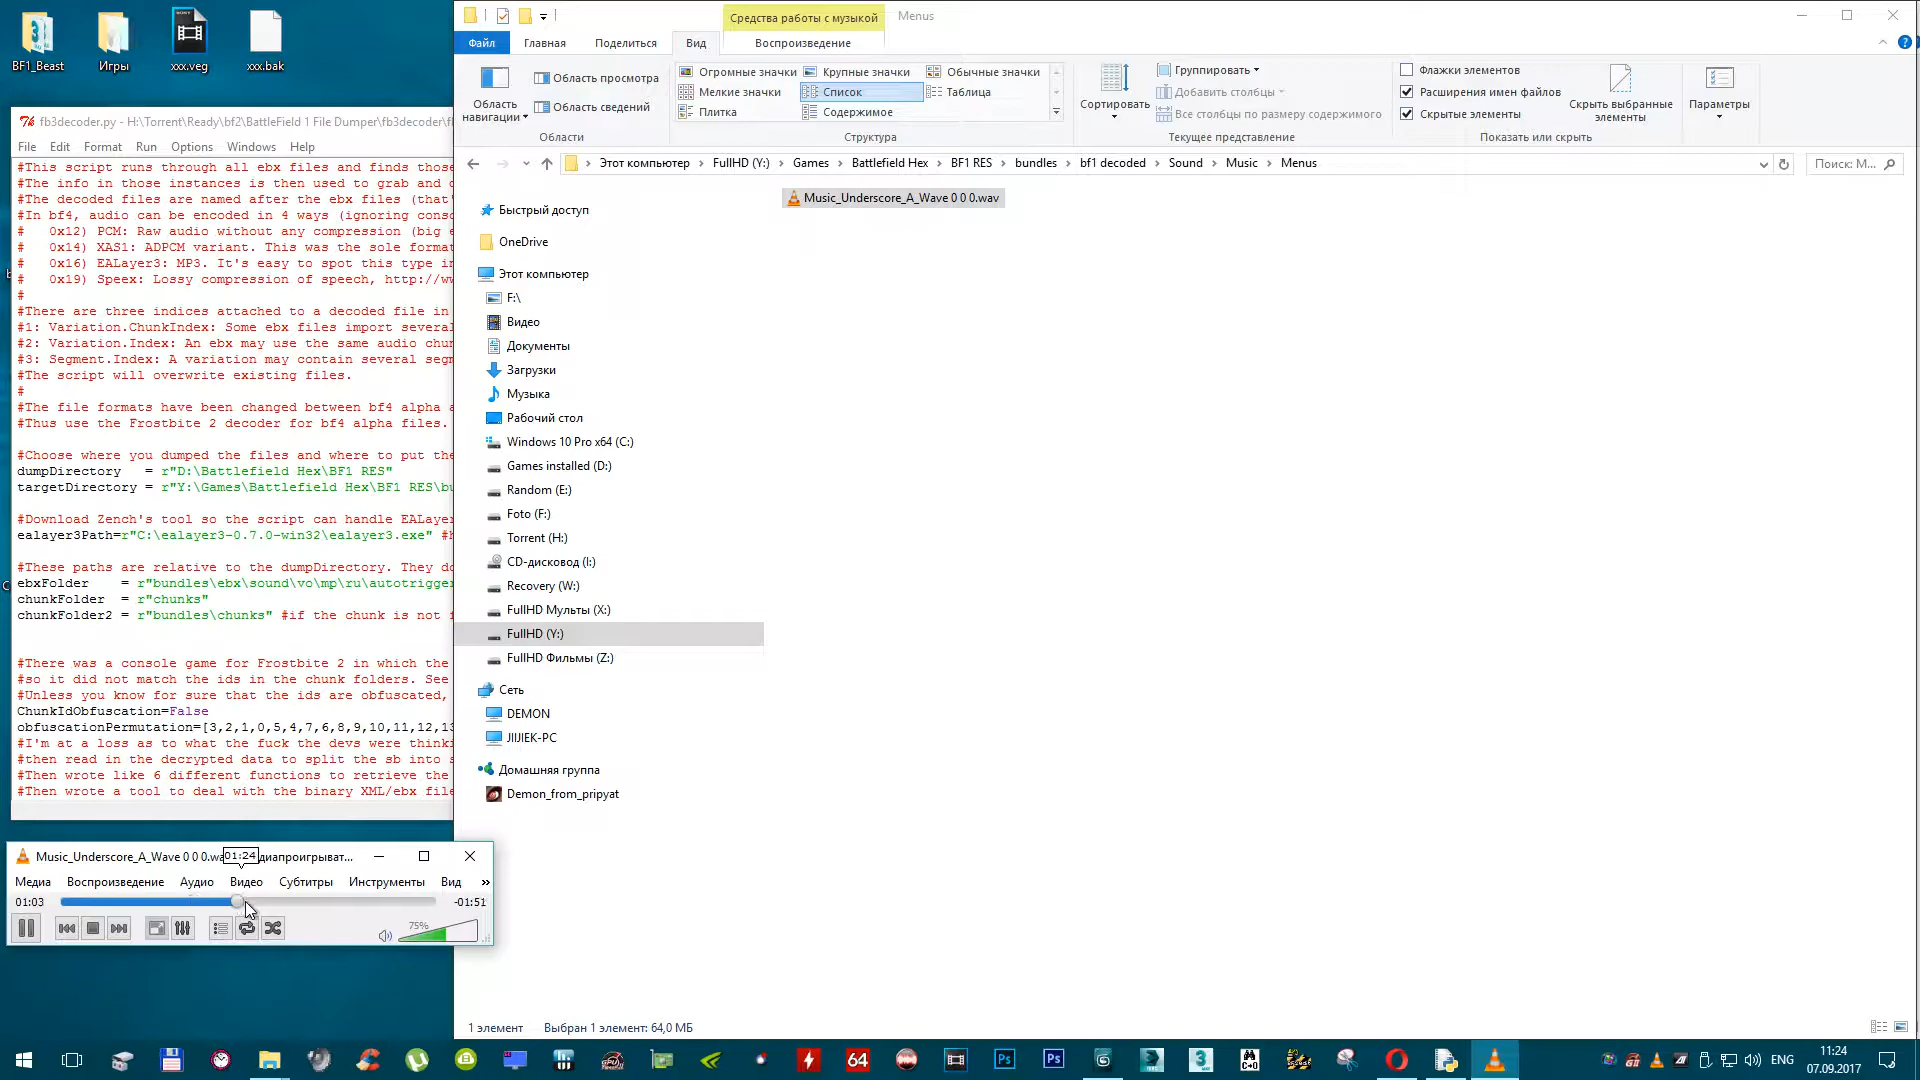 BF1_Beast
Игры
xxx.veg
xxx.bak
Средства работы с музыкой
Menus
Файл
Главная
Поделиться
Вид
Воспроизведение
Область навигации
Область просмотра
Область сведений
Области
Огромные значки
Крупные значки
Обычные значки
Мелкие значки
Список
Таблица
Плитка
Содержимое
Структура
Сортировать
Группировать
Добавить столбцы
Все столбцы по размеру содержимого
Текущее представление
Флажки элементов
Расширения имен файлов
Скрытые элементы
Скрыть выбранные элементы
Показать или скрыть
Параметры
Этот компьютер > FullHD (Y:) > Games > Battlefield Hex > BF1 RES > bundles > bf1 decoded > Sound > Music > Menus
Поиск: M...
Music_Underscore_A_Wave 0 0 0.wav
Быстрый доступ
OneDrive
Этот компьютер
F:\
Видео
Документы
Загрузки
Музыка
Рабочий стол
Windows 10 Pro x64 (C:)
Games installed (D:)
Random (E:)
Foto (F:)
Torrent (H:)
CD-дисковод (I:)
Recovery (W:)
FullHD Мульты (X:)
FullHD (Y:)
FullHD Фильмы (Z:)
Сеть
DEMON
JIJIEK-PC
Домашняя группа
Demon_from_pripyat
1 элемент
Выбран 1 элемент: 64,0 МБ
fb3decoder.py - H:\Torrent\Ready\bf2\BattleField 1 File Dumper\fb3decoder\f
File Edit Format Run Options Windows Help
#This script runs through all ebx files and finds those
#The info in those instances is then used to grab and
#The decoded files are named after the ebx files (that'
#In bf4, audio can be encoded in 4 ways (ignoring cons
# 0x12) PCM: Raw audio without any compression (big e
# 0x14) XAS1: ADPCM variant. This was the sole format
# 0x16) EALayer3: MP3. It's easy to spot this type in
# 0x19) Speex: Lossy compression of speech, http://ww
#
#There are three indices attached to a decoded file in
#1: Variation.ChunkIndex: Some ebx files import several
#2: Variation.Index: An ebx may use the same audio chun
#3: Segment.Index: A variation may contain several segm
#The script will overwrite existing files.
#
#The file formats have been changed between bf4 alpha a
#Thus use the Frostbite 2 decoder for bf4 alpha files.
#Choose where you dumped the files and where to put the
dumpDirectory = r"D:\Battlefield Hex\BF1 RES"
targetDirectory = r"Y:\Games\Battlefield Hex\BF1 RES\bu
#Download Zench's tool so the script can handle EALayer
ealayer3Path=r"C:\ealayer3-0.7.0-win32\ealayer3.exe" #
#These paths are relative to the dumpDirectory. They do
ebxFolder = r"bundles\ebx\sound\vo\mp\ru\autotrigger
chunkFolder = r"chunks"
chunkFolder2 = r"bundles\chunks" #if the chunk is not f
#There was a console game for Frostbite 2 in which the
#so it did not match the ids in the chunk folders. See
#Unless you know for sure that the ids are obfuscated,
ChunkIdObfuscation=False
obfuscationPermutation=[3,2,1,0,5,4,7,6,8,9,10,11,12,13
#I'm at a loss as to what the fuck the devs were thinki
#then read in the decrypted data to split the sb into s
#Then wrote like 6 different functions to retrieve the
#Then wrote a tool to deal with the binary XML/ebx file
Music_Underscore_A_Wave 0 0 0.wa
01:24
диапроигрыват...
Медиа Воспроизведение Аудио Видео Субтитры Инструменты Вид »
01:03
-01:51
75%
64
Ps
Ps
3
ENG
11:24
07.09.2017